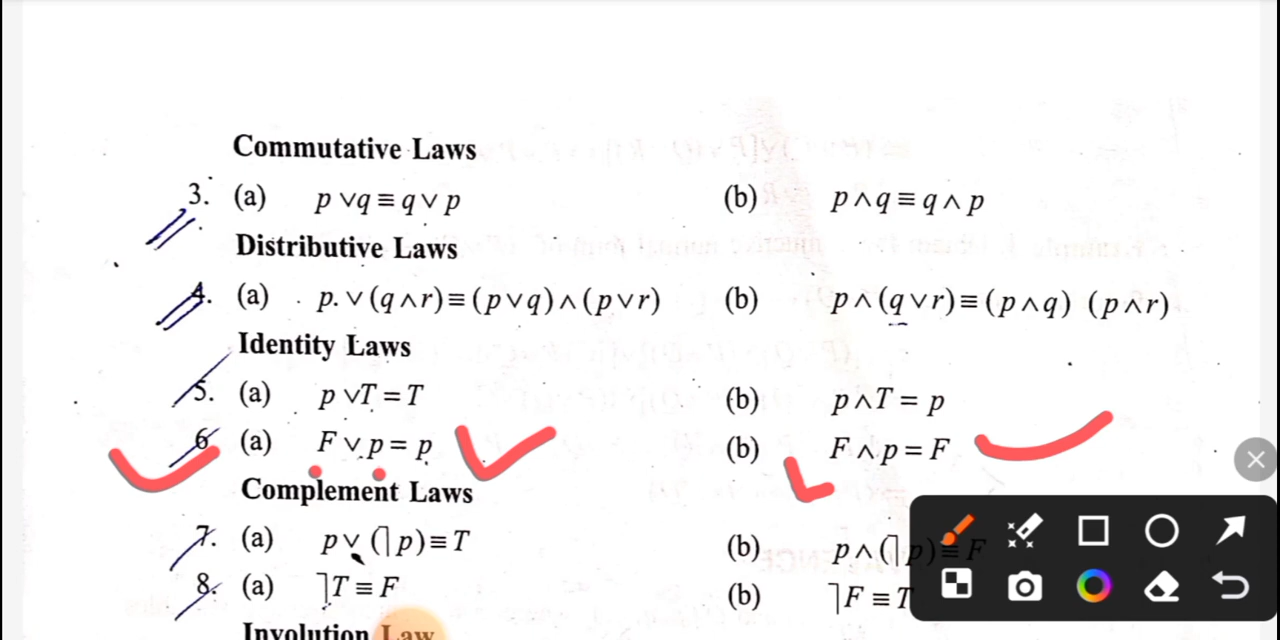 Commutative Laws
3. (a) p ∨ q ≡ q ∨ p (b) p ∧ q ≡ q ∧ p
Distributive Laws
4. (a) p. ∨ (q ∧ r) ≡ (p ∨ q) ∧ (p ∨ r) (b) p ∧ (q ∨ r) ≡ (p ∧ q) (p ∧ r)
Identity Laws
5. (a) p ∨ T = T (b) p ∧ T = p
6 (a) F ∨ p = p (b) F ∧ p = F
Complement Laws
7. (a) p ∨ (⌉ p) ≡ T (b) p ∧ (⌉ p) ≡ F
8. (a) ⌉T ≡ F (b) ⌉F ≡ T
Involution Law